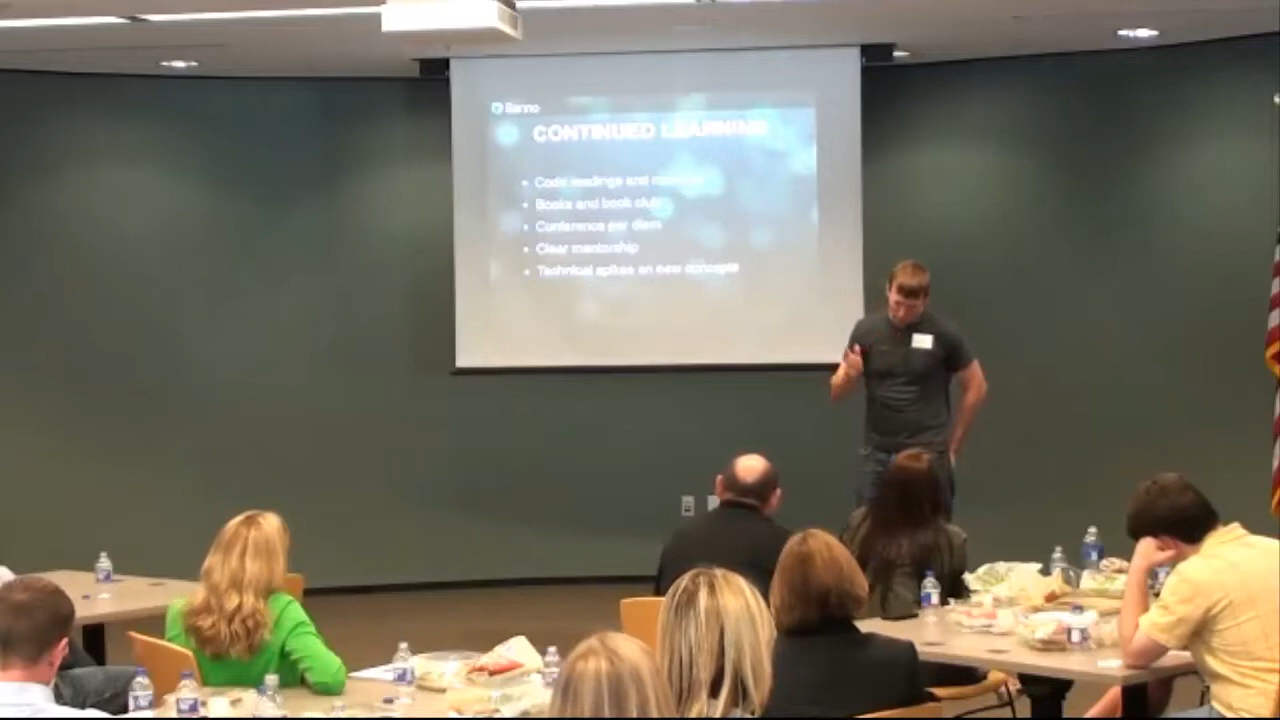 Banno
CONTINUED LEARNING
Code readings and
Books and book club
Conference per diem
Clear mentorship
Technical spikes on new concepts